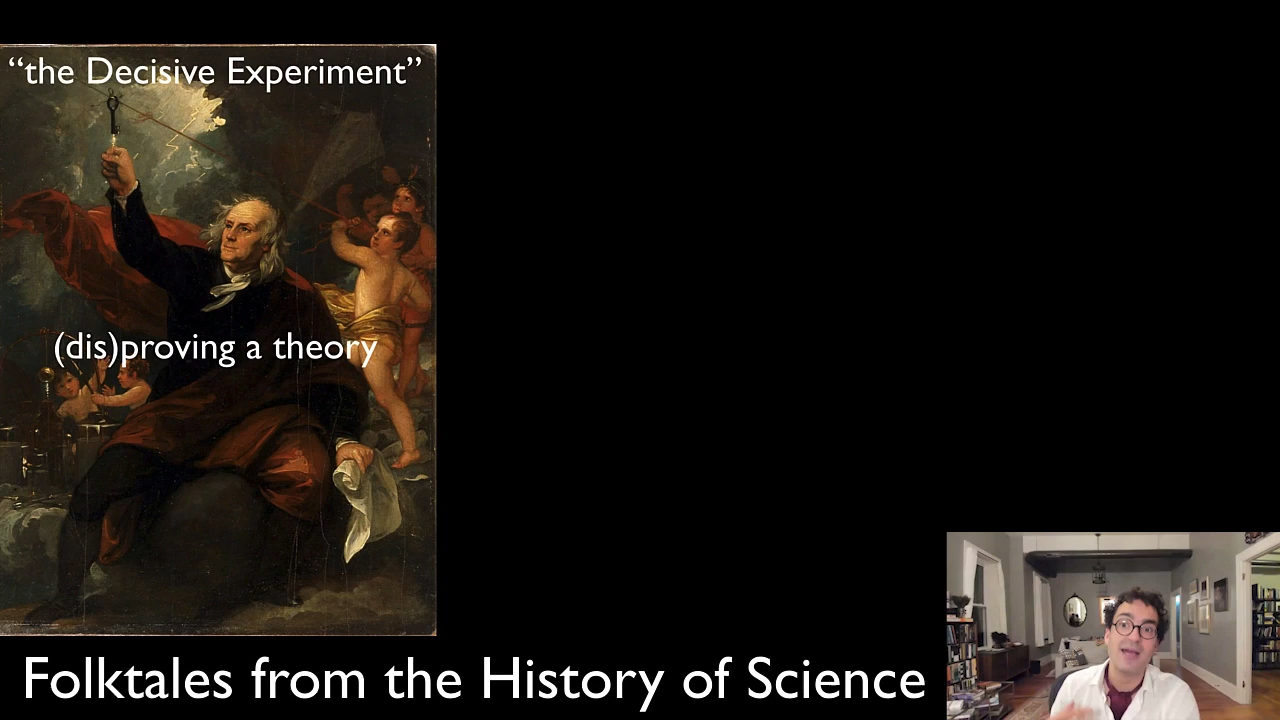 “the Decisive Experiment”
(dis)proving a theory
Folktales from the History of Science